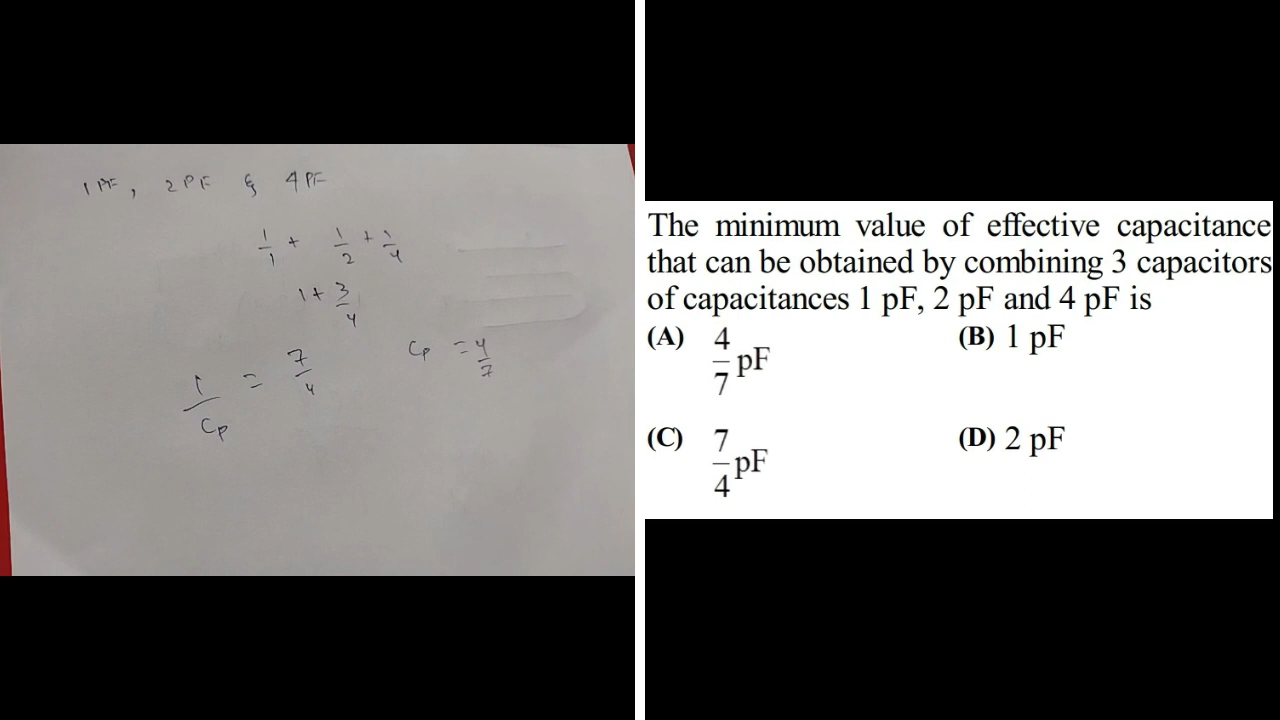 1 PF, 2 PF & 4 PF
1/1 + 1/2 + 1/4
1 + 3/4
1/Cp = 7/4
Cp = 4/7
The minimum value of effective capacitance
that can be obtained by combining 3 capacitors
of capacitances 1 pF, 2 pF and 4 pF is
(A) 4/7 pF (B) 1 pF
(C) 7/4 pF (D) 2 pF